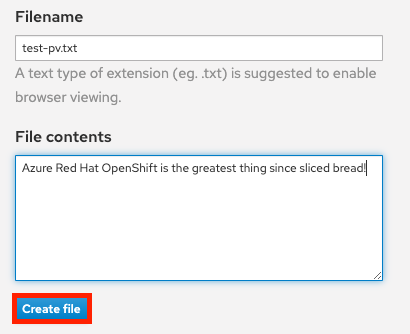 Filename
test-pv.txt
A text type of extension (eg. .txt) is suggested to enable
browser viewing.
File contents
Azure Red Hat OpenShift is the greatest thing since sliced bread!
Create file